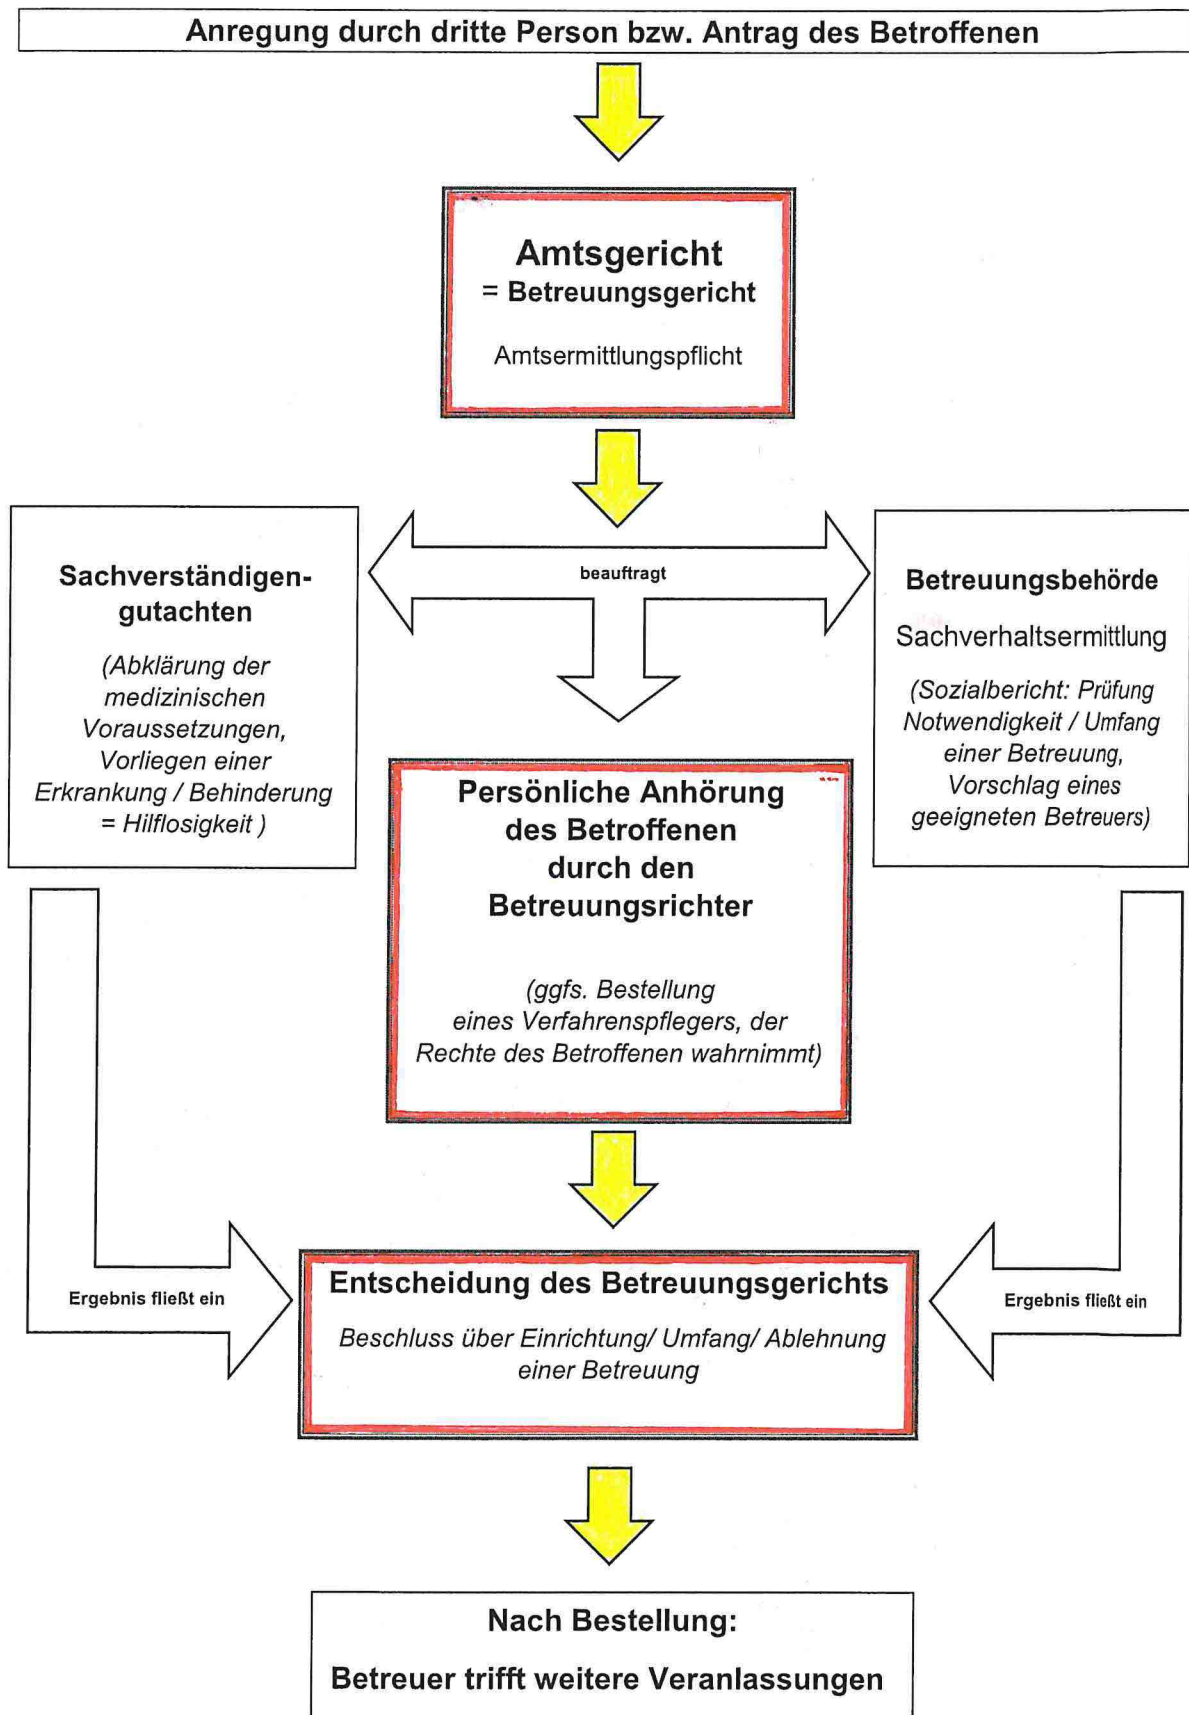 Anregung durch dritte Person bzw. Antrag des Betroffenen
Amtsgericht
= Betreuungsgericht
Amtsermittlungspflicht
beauftragt
Sachverständigen-
gutachten
(Abklärung der
medizinischen
Voraussetzungen,
Vorliegen einer
Erkrankung / Behinderung
= Hilflosigkeit )
Betreuungsbehörde
Sachverhaltsermittlung
(Sozialbericht: Prüfung
Notwendigkeit / Umfang
einer Betreuung,
Vorschlag eines
geeigneten Betreuers)
Persönliche Anhörung
des Betroffenen
durch den
Betreuungsrichter
(ggfs. Bestellung
eines Verfahrenspflegers, der
Rechte des Betroffenen wahrnimmt)
Ergebnis fließt ein
Entscheidung des Betreuungsgerichts
Beschluss über Einrichtung/ Umfang/ Ablehnung
einer Betreuung
Ergebnis fließt ein
Nach Bestellung:
Betreuer trifft weitere Veranlassungen